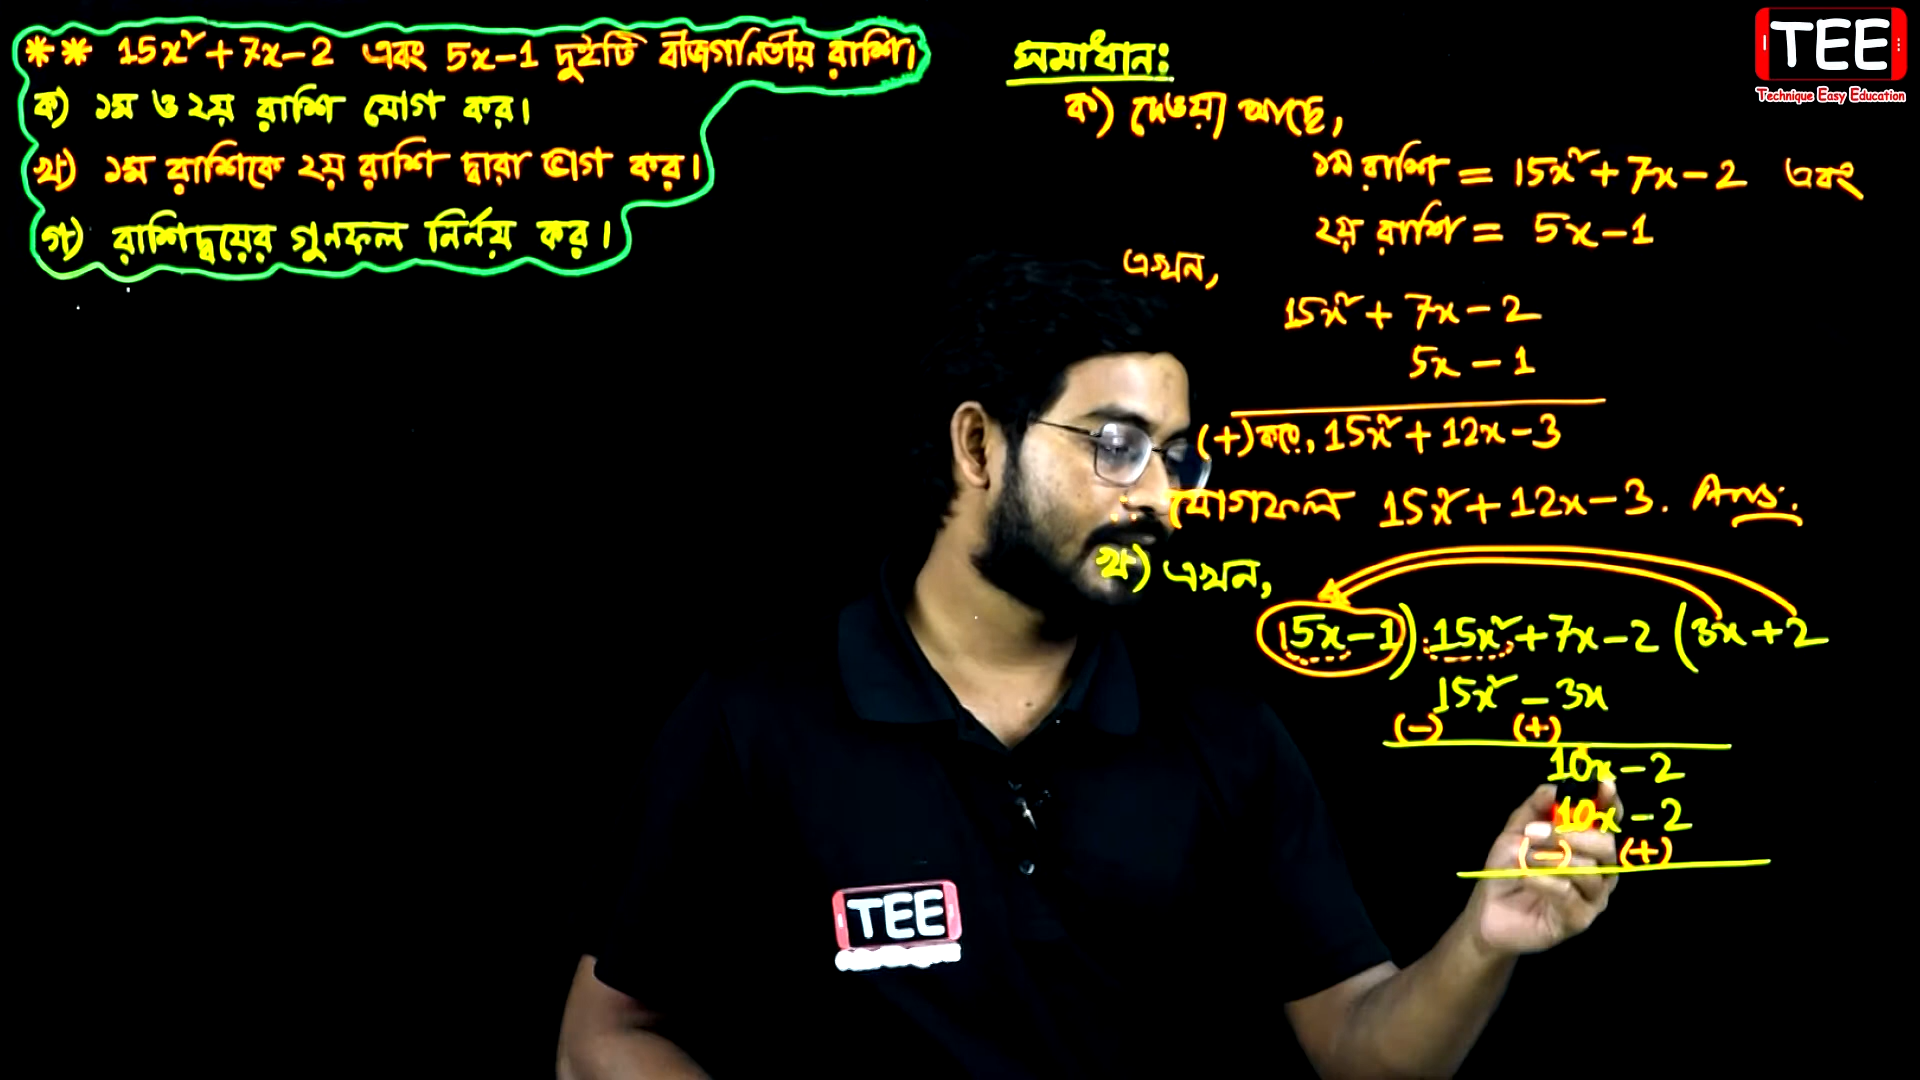 ** 15x² + 7x - 2 এবং 5x - 1 দুইটি বীজগানিতীয় রাশি।
ক) ১ম ও ২য় রাশি যোগ কর।
খ) ১ম রাশিকে ২য় রাশি দ্বারা ভাগ কর।
গ) রাশিদ্বয়ের গুনফল নির্নয় কর।
সমাধান:
ক) দেওয়া আছে,
১ম রাশি = 15x² + 7x - 2 এবং
২য় রাশি = 5x - 1
এখন,
15x² + 7x - 2
5x - 1
(+) করে, 15x² + 12x - 3
∴ যোগফল 15x² + 12x - 3. Ans:
খ) এখন,
5x - 1) 15x² + 7x - 2 (3x + 2
15x² - 3x
(-) (+)
10x - 2
10x - 2
(-) (+)
TEE
Technique Easy Education
TEE